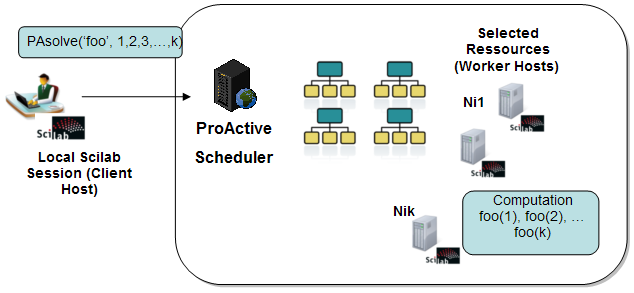 PAsolve('foo', 1,2,3,...,k)
Scilab
Local Scilab
Session (Client
Host)
ProActive
Scheduler
Selected
Ressources
(Worker Hosts)
Ni1
Scilab
Scilab
Nik
Scilab
Computation
foo(1), foo(2), ...
foo(k)